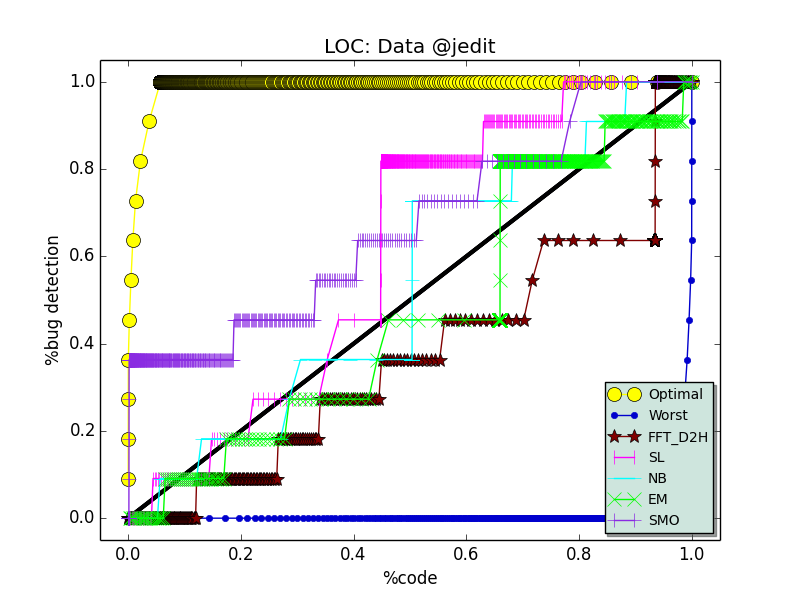 LOC: Data @jedit
%bug detection
1.0
0.8
0.6
0.4
0.2
0.0
Optimal
Worst
FFT_D2H
SL
NB
EM
SMO
0.0 0.2 0.4 0.6 0.8 1.0
%code